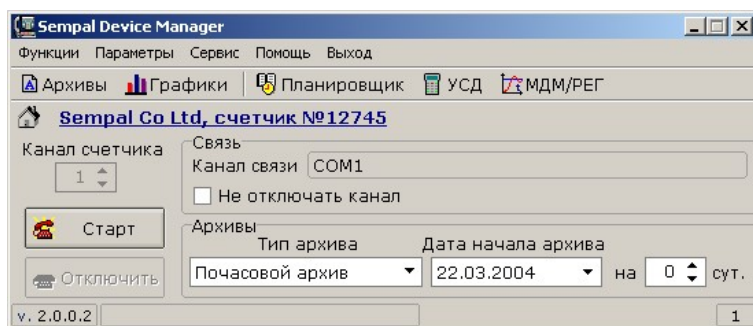 Sempal Device Manager
Функции Параметры Сервис Помощь Выход
Архивы Графики Планировщик УСД МДМ/РЕГ
Sempal Co Ltd, счетчик №12745
Канал счетчика
1
Связь
Канал связи COM1
Не отключать канал
Старт
Отключить
Архивы
Тип архива Дата начала архива
Почасовой архив 22.03.2004 на 0 сут.
v. 2.0.0.2 1